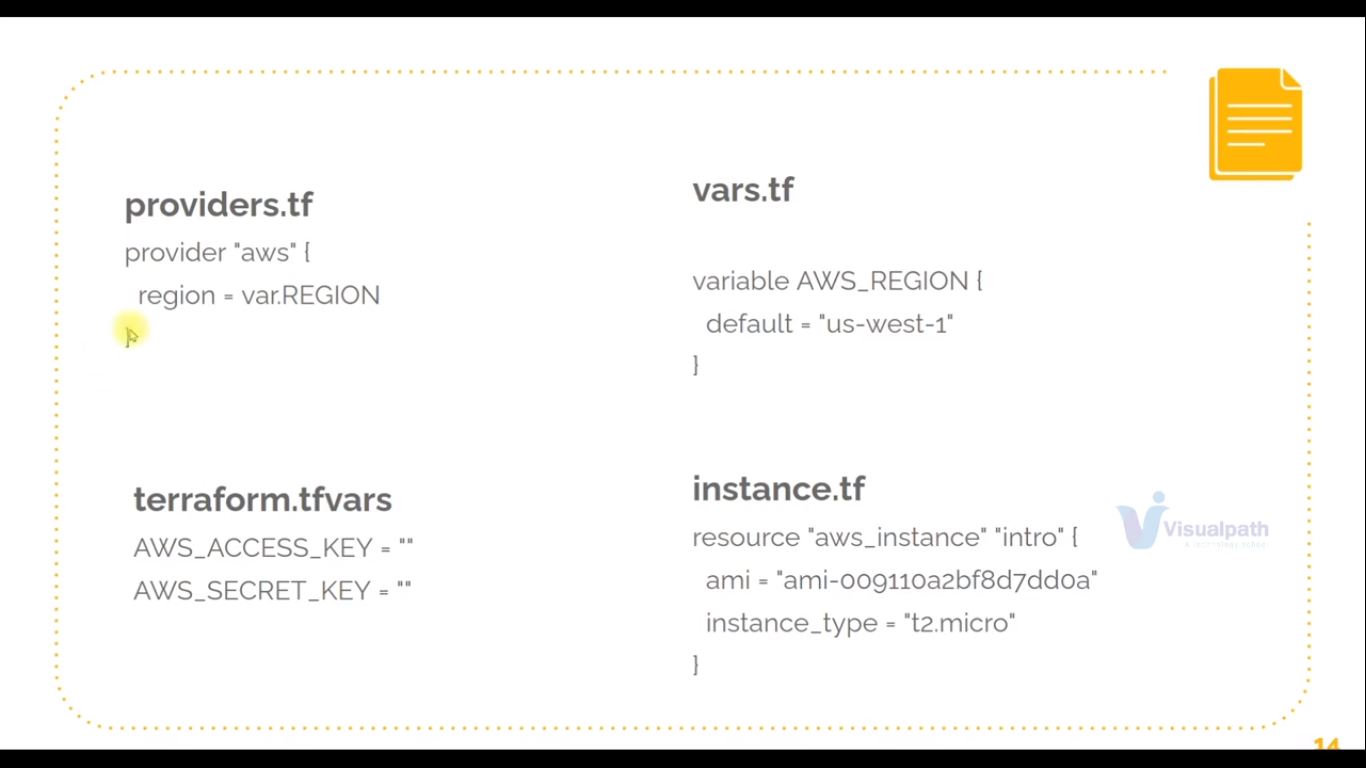 providers.tf
provider "aws" {
region = var.REGION
}
vars.tf
variable AWS_REGION {
default = "us-west-1"
}
terraform.tfvars
AWS_ACCESS_KEY = ""
AWS_SECRET_KEY = ""
instance.tf
resource "aws_instance" "intro" {
ami = "ami-009110a2bf8d7dd0a"
instance_type = "t2.micro"
}
Visualpath
14